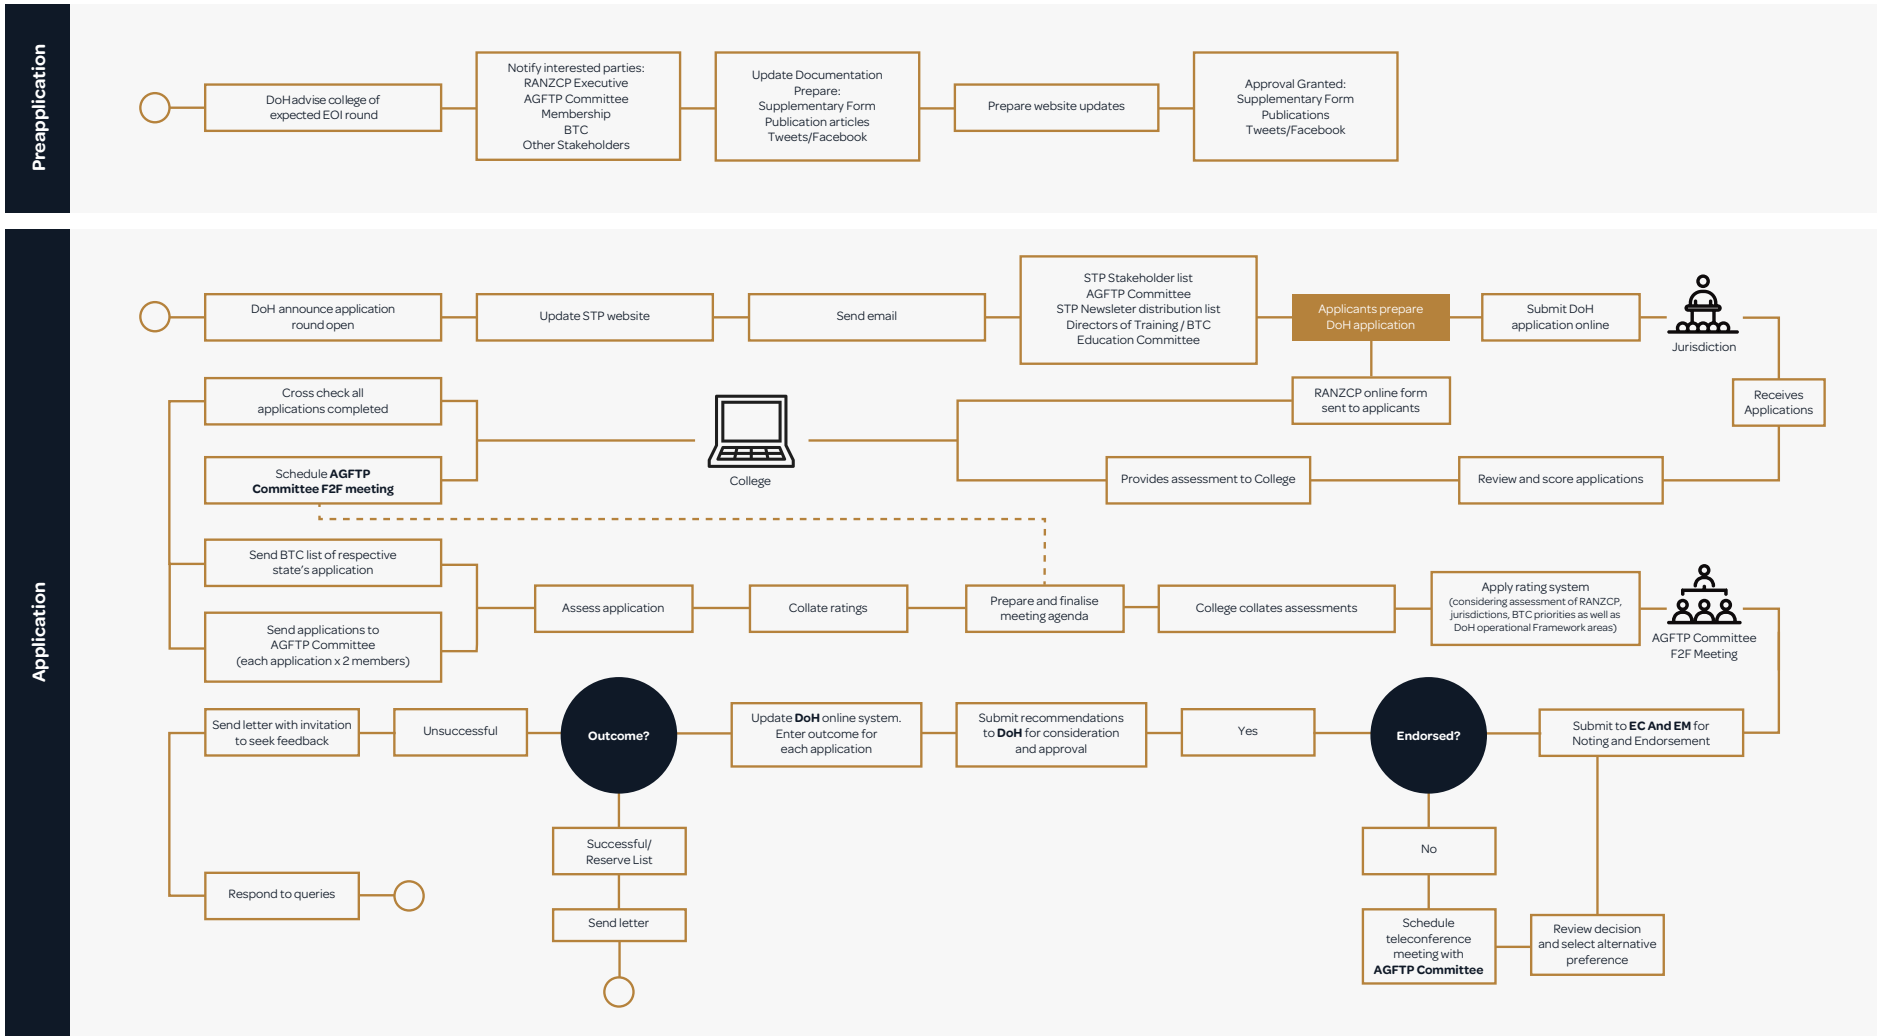 Preapplication
DoH advise college of
expected EOI round
Notify interested parties:
RANZCP Executive
AGFTP Committee
Membership
BTC
Other Stakeholders
Update Documentation
Prepare:
Supplementary Form
Publication articles
Tweets/Facebook
Prepare website updates
Approval Granted:
Supplementary Form
Publications
Tweets/Facebook
Application
DoH announce application
round open
Update STP website
Send email
STP Stakeholder list
AGFTP Committee
STP Newsleter distribution list
Directors of Training / BTC
Education Committee
Applicants prepare
DoH application
Submit DoH
application online
Jurisdiction
Cross check all
applications completed
College
RANZCP online form
sent to applicants
Receives
Applications
Schedule AGFTP
Committee F2F meeting
Provides assessment to College
Review and score applications
Send BTC list of respective
state's application
Send applications to
AGFTP Committee
(each application x 2 members)
Assess application
Collate ratings
Prepare and finalise
meeting agenda
College collates assessments
Apply rating system
(considering assessment of RANZCP,
jurisdictions, BTC priorities as well as
DoH operational Framework areas)
AGFTP Committee
F2F Meeting
Send letter with invitation
to seek feedback
Unsuccessful
Outcome?
Update DoH online system.
Enter outcome for
each application
Submit recommendations
to DoH for consideration
and approval
Yes
Endorsed?
Submit to EC And EM for
Noting and Endorsement
Successful/
Reserve List
No
Respond to queries
Send letter
Schedule
teleconference
meeting with
AGFTP Committee
Review decision
and select alternative
preference